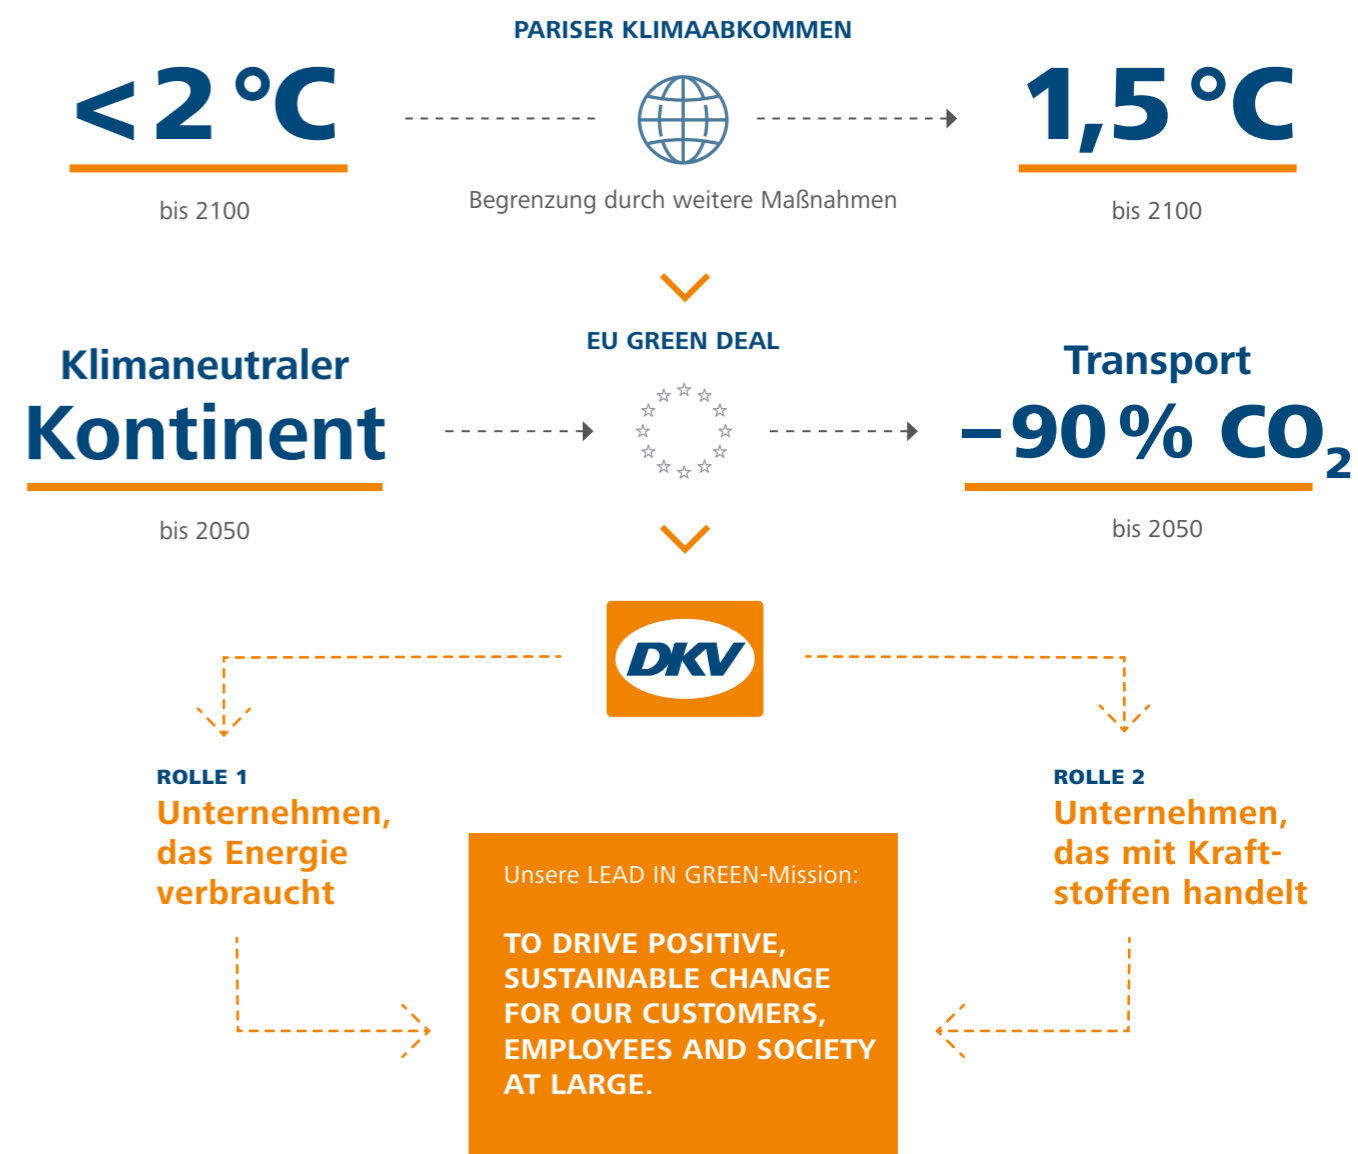 PARISER KLIMAABKOMMEN
< 2 °C
1,5 °C
Begrenzung durch weitere Maßnahmen
bis 2100
bis 2100
EU GREEN DEAL
Klimaneutraler
Kontinent
bis 2050
Transport
– 90 % CO₂
bis 2050
DKV
ROLLE 1
Unternehmen,
das Energie
verbraucht
ROLLE 2
Unternehmen,
das mit Kraft-
stoffen handelt
Unsere LEAD IN GREEN-Mission:
TO DRIVE POSITIVE,
SUSTAINABLE CHANGE
FOR OUR CUSTOMERS,
EMPLOYEES AND SOCIETY
AT LARGE.